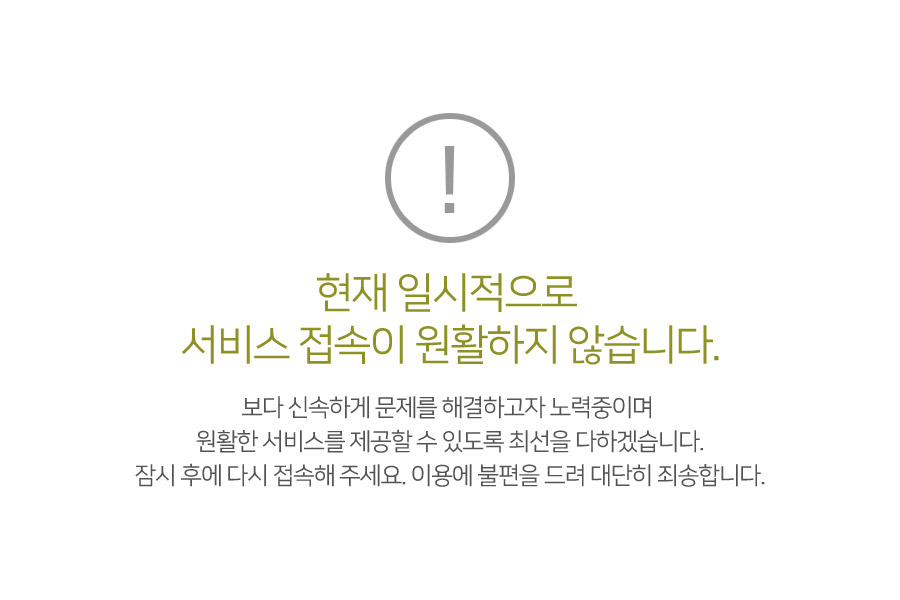 현재 일시적으로
서비스 접속이 원활하지 않습니다.
보다 신속하게 문제를 해결하고자 노력중이며
원활한 서비스를 제공할 수 있도록 최선을 다하겠습니다.
잠시 후에 다시 접속해 주세요. 이용에 불편을 드려 대단히 죄송합니다.